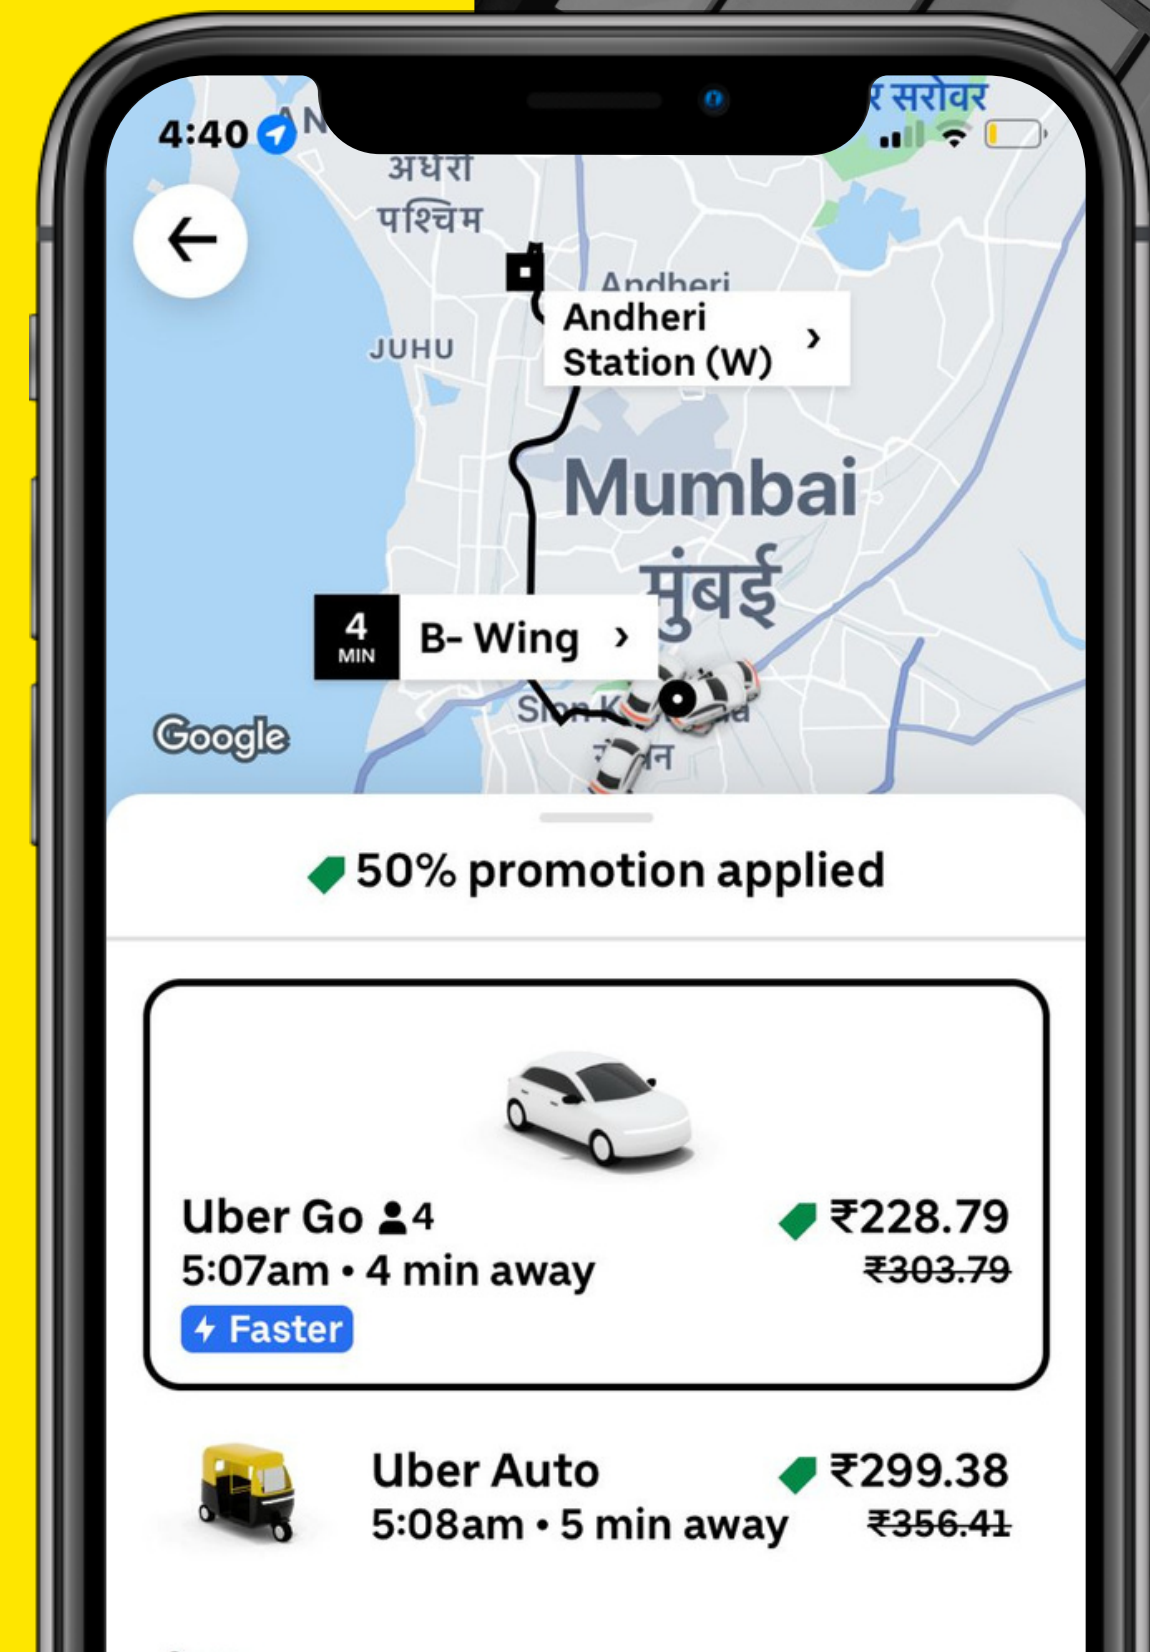 4:40
AN
र सरोवर
अंधेरी
पश्चिम
Andheri
Andheri
Station (W)
JUHU
Mumbai
मुंबई
4
MIN
B- Wing
Google
50% promotion applied
Uber Go 4
₹228.79
5:07am • 4 min away
₹303.79
Faster
Uber Auto
₹299.38
5:08am • 5 min away
₹356.41